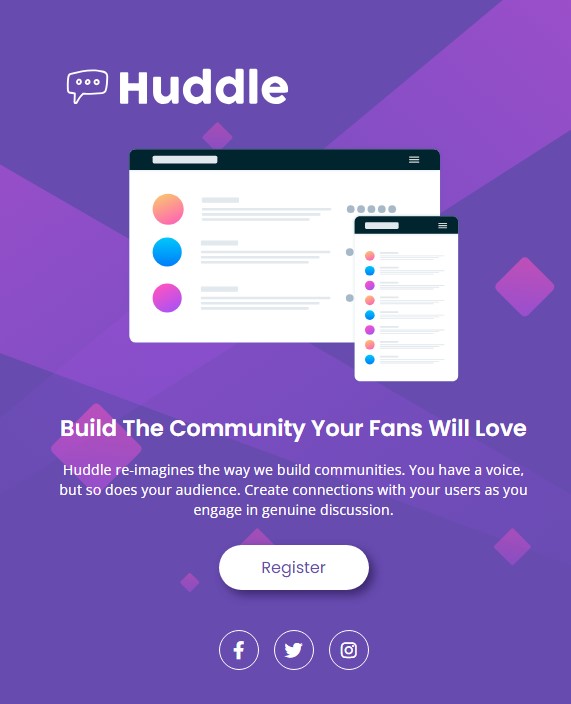 Huddle
Build The Community Your Fans Will Love
Huddle re-imagines the way we build communities. You have a voice,
but so does your audience. Create connections with your users as you
engage in genuine discussion.
Register